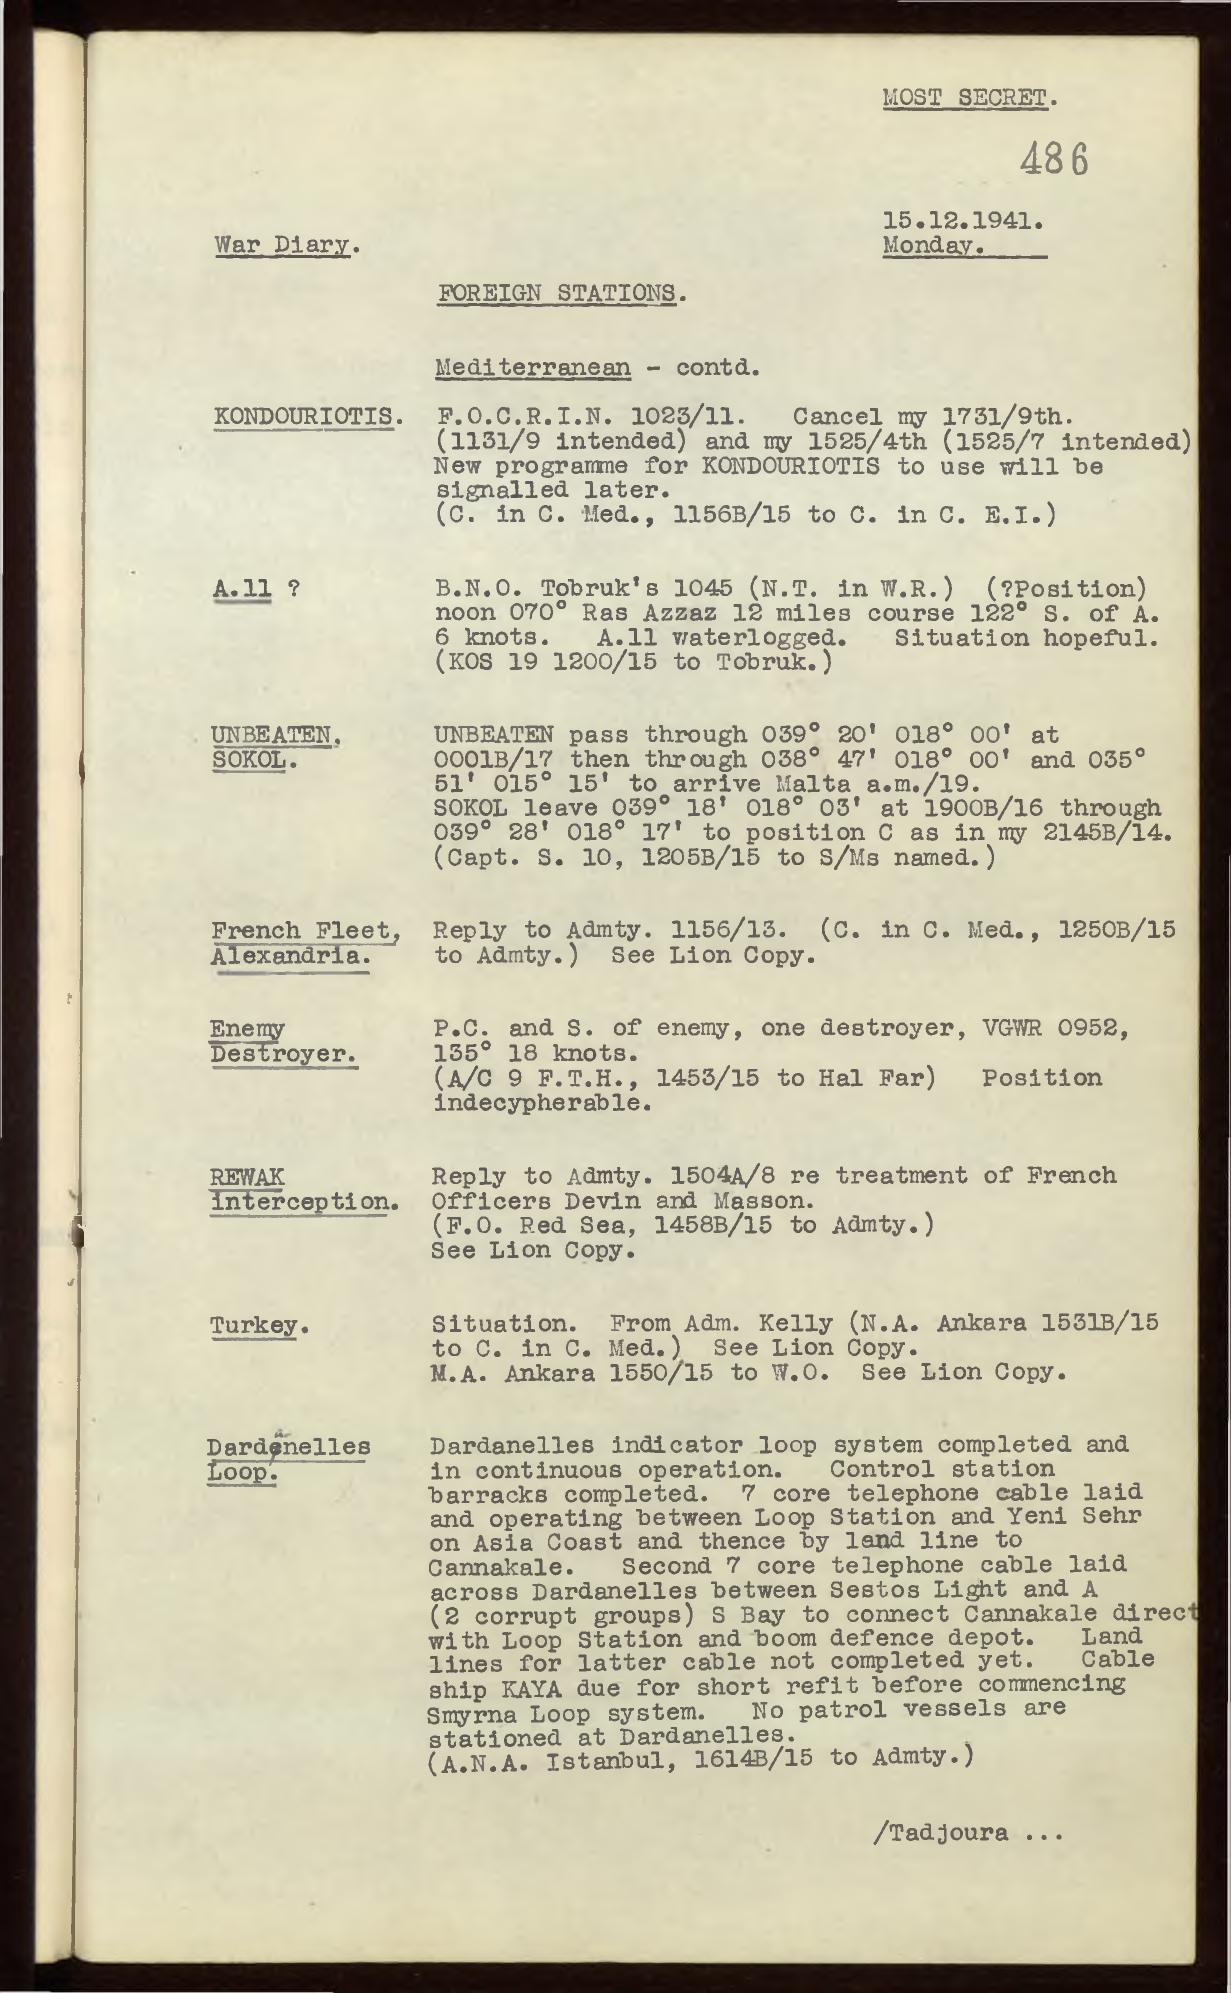 MOST SECRET.
486
15.12.1941.
War Diary. Monday.
FOREIGN STATIONS.
Mediterranean - contd.
KONDOURIOTIS. F.O.C.R.I.N. 1023/11. Cancel my 1731/9th.
(1131/9 intended) and my 1525/4th (1525/7 intended)
New programme for KONDOURIOTIS to use will be
signalled later.
(C. in C. Med., 1156B/15 to C. in C. E.I.)
A.11 ? B.N.O. Tobruk's 1045 (N.T. in W.R.) (?Position)
noon 070° Ras Azzaz 12 miles course 122° S. of A.
6 knots. A.11 waterlogged. Situation hopeful.
(KOS 19 1200/15 to Tobruk.)
UNBEATEN, UNBEATEN pass through 039° 20' 018° 00' at
SOKOL. 0001B/17 then through 038° 47' 018° 00' and 035°
51' 015° 15' to arrive Malta a.m./19.
SOKOL leave 039° 18' 018° 03' at 1900B/16 through
039° 28' 018° 17' to position C as in my 2145B/14.
(Capt. S. 10, 1205B/15 to S/Ms named.)
French Fleet, Reply to Admty. 1156/13. (C. in C. Med., 1250B/15
Alexandria. to Admty.) See Lion Copy.
Enemy P.C. and S. of enemy, one destroyer, VGWR 0952,
Destroyer. 135° 18 knots.
(A/C 9 F.T.H., 1453/15 to Hal Far) Position
indecypherable.
REWAK Reply to Admty. 1504A/8 re treatment of French
interception. Officers Devin and Masson.
(F.O. Red Sea, 1458B/15 to Admty.)
See Lion Copy.
Turkey. Situation. From Adm. Kelly (N.A. Ankara 1531B/15
to C. in C. Med.) See Lion Copy.
M.A. Ankara 1550/15 to W.O. See Lion Copy.
Dardanelles Dardanelles indicator loop system completed and
Loop. in continuous operation. Control station
barracks completed. 7 core telephone cable laid
and operating between Loop Station and Yeni Sehr
on Asia Coast and thence by land line to
Cannakale. Second 7 core telephone cable laid
across Dardanelles between Sestos Light and A
(2 corrupt groups) S Bay to connect Cannakale direct
with Loop Station and boom defence depot. Land
lines for latter cable not completed yet. Cable
ship KAYA due for short refit before commencing
Smyrna Loop system. No patrol vessels are
stationed at Dardanelles.
(A.N.A. Istanbul, 1614B/15 to Admty.)
/Tadjoura ...